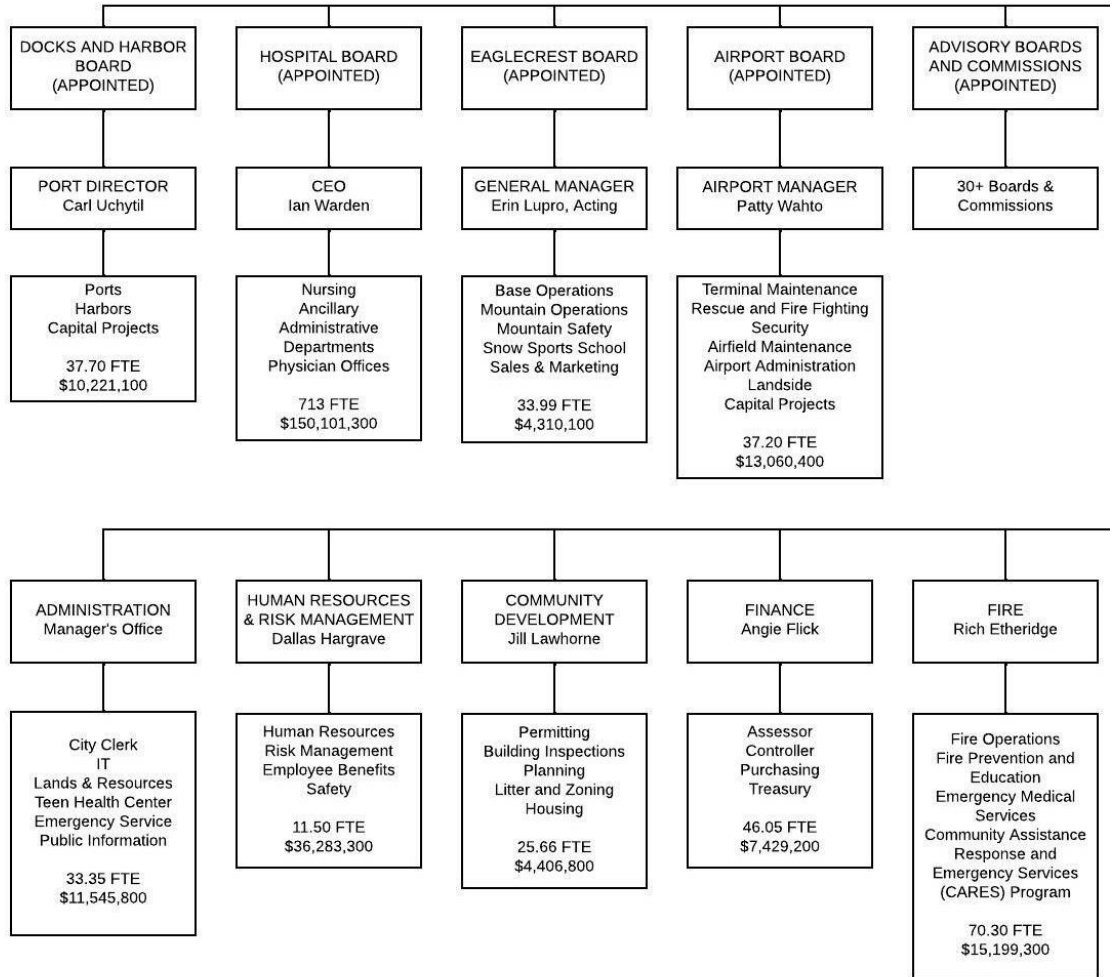 DOCKS AND HARBOR
BOARD
(APPOINTED)
HOSPITAL BOARD
(APPOINTED)
EAGLECREST BOARD
(APPOINTED)
AIRPORT BOARD
(APPOINTED)
ADVISORY BOARDS
AND COMMISSIONS
(APPOINTED)
PORT DIRECTOR
Carl Uchytil
CEO
Ian Warden
GENERAL MANAGER
Erin Lupro, Acting
AIRPORT MANAGER
Patty Wahto
30+ Boards &
Commissions
Ports
Harbors
Capital Projects
37.70 FTE
$10,221,100
Nursing
Ancillary
Administrative
Departments
Physician Offices
713 FTE
$150,101,300
Base Operations
Mountain Operations
Mountain Safety
Snow Sports School
Sales & Marketing
33.99 FTE
$4,310,100
Terminal Maintenance
Rescue and Fire Fighting
Security
Airfield Maintenance
Airport Administration
Landside
Capital Projects
37.20 FTE
$13,060,400
ADMINISTRATION
Manager's Office
HUMAN RESOURCES
& RISK MANAGEMENT
Dallas Hargrave
COMMUNITY
DEVELOPMENT
Jill Lawhorne
FINANCE
Angie Flick
FIRE
Rich Etheridge
City Clerk
IT
Lands & Resources
Teen Health Center
Emergency Service
Public Information
33.35 FTE
$11,545,800
Human Resources
Risk Management
Employee Benefits
Safety
11.50 FTE
$36,283,300
Permitting
Building Inspections
Planning
Litter and Zoning
Housing
25.66 FTE
$4,406,800
Assessor
Controller
Purchasing
Treasury
46.05 FTE
$7,429,200
Fire Operations
Fire Prevention and
Education
Emergency Medical
Services
Community Assistance
Response and
Emergency Services
(CARES) Program
70.30 FTE
$15,199,300